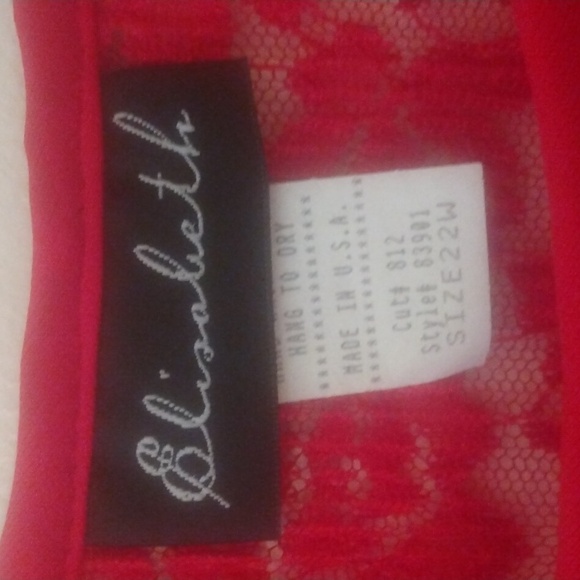 Elisabeth
HANG TO DRY
********************
MADE IN U.S.A.
********************
Cut# 812
Style# 83901
SIZE22W